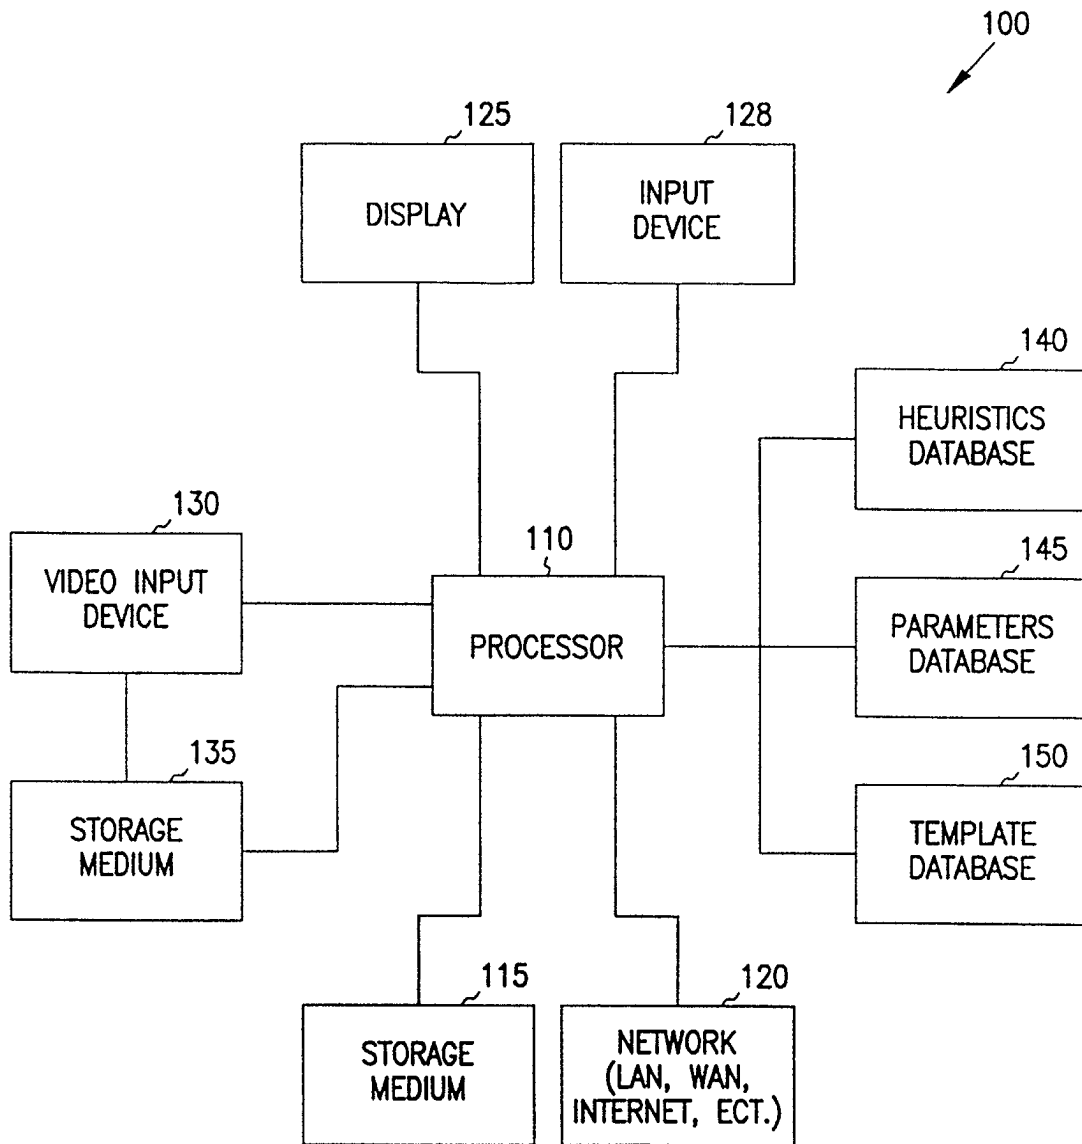 100
125
DISPLAY
128
INPUT
DEVICE
140
HEURISTICS
DATABASE
130
VIDEO INPUT
DEVICE
110
PROCESSOR
145
PARAMETERS
DATABASE
135
STORAGE
MEDIUM
150
TEMPLATE
DATABASE
115
STORAGE
MEDIUM
120
NETWORK
(LAN, WAN,
INTERNET, ECT.)